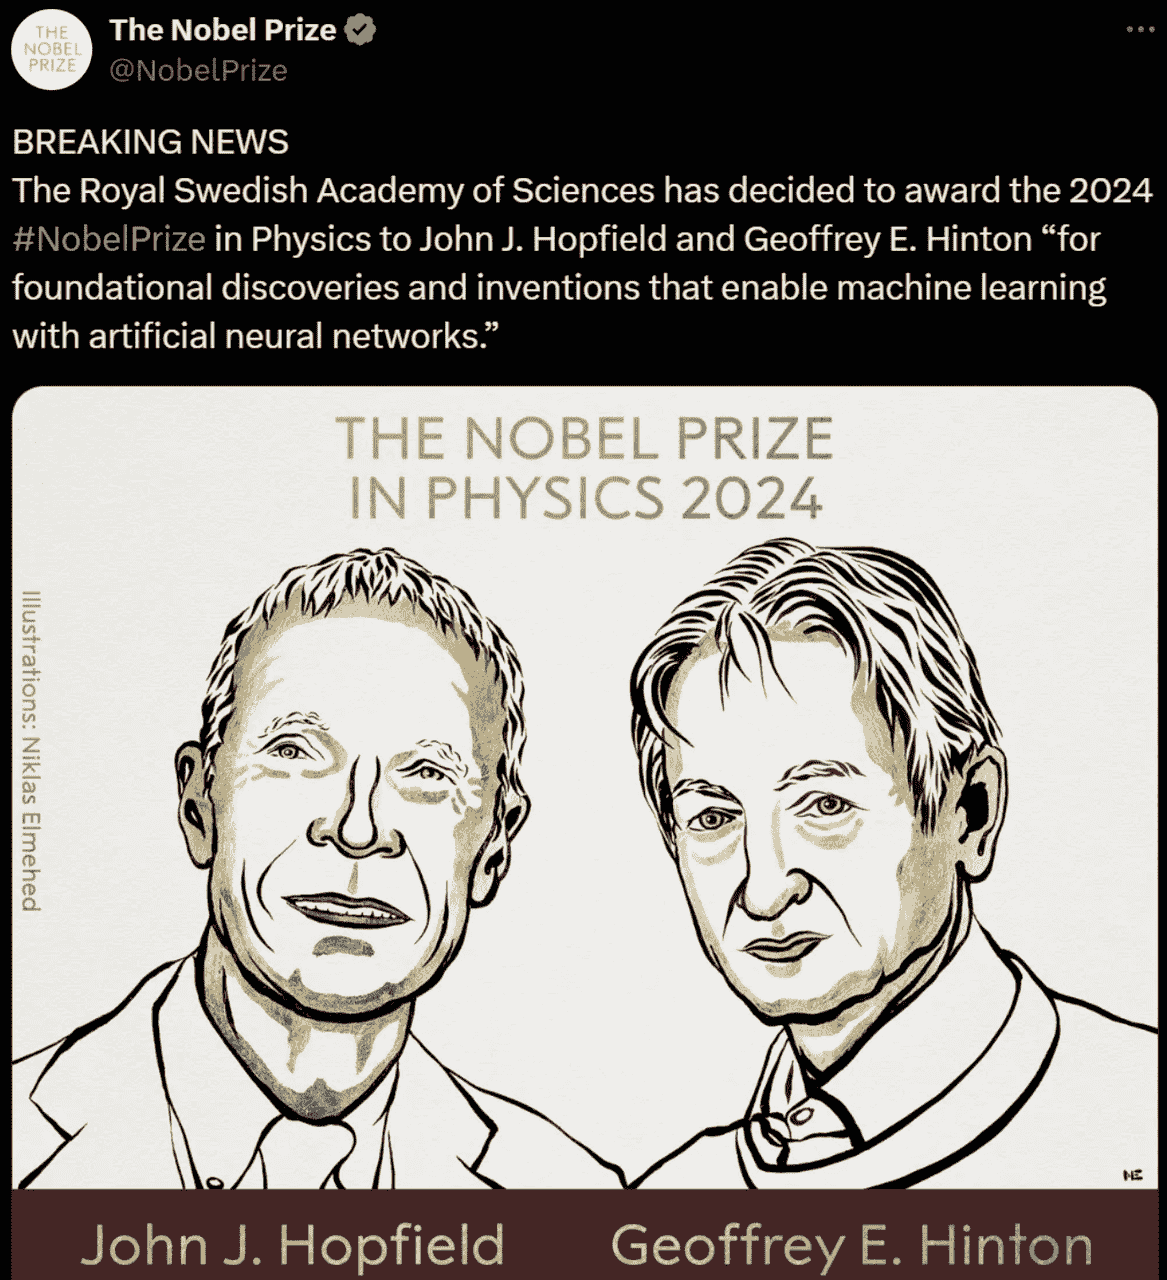 THE
NOBEL
PRIZE
The Nobel Prize
@NobelPrize
BREAKING NEWS
The Royal Swedish Academy of Sciences has decided to award the 2024
#NobelPrize in Physics to John J. Hopfield and Geoffrey E. Hinton “for
foundational discoveries and inventions that enable machine learning
with artificial neural networks.”
THE NOBEL PRIZE
IN PHYSICS 2024
Illustrations: Niklas Elmehed
NE
John J. Hopfield
Geoffrey E. Hinton